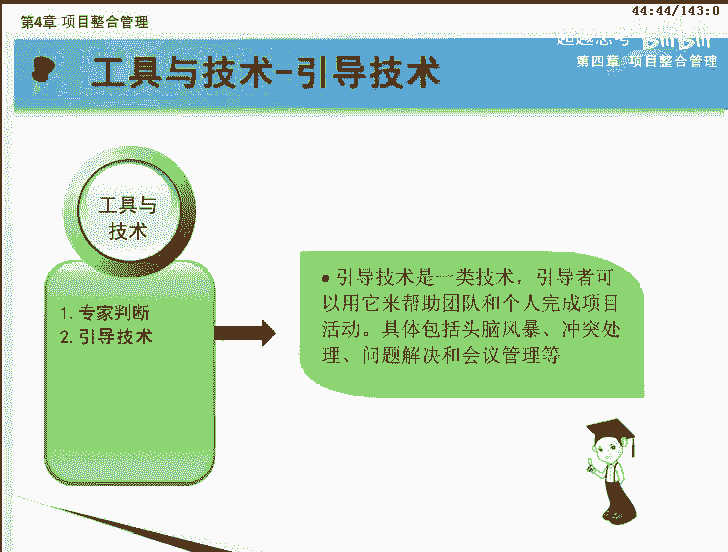 44:44/143:0
第4章 项目整合管理
第四章 项目整合管理
工具与技术-引导技术
工具与
技术
1. 专家判断
2. 引导技术
• 引导技术是一类技术，引导者可
以用它来帮助团队和个人完成项目
活动。具体包括头脑风暴、冲突处
理、问题解决和会议管理等